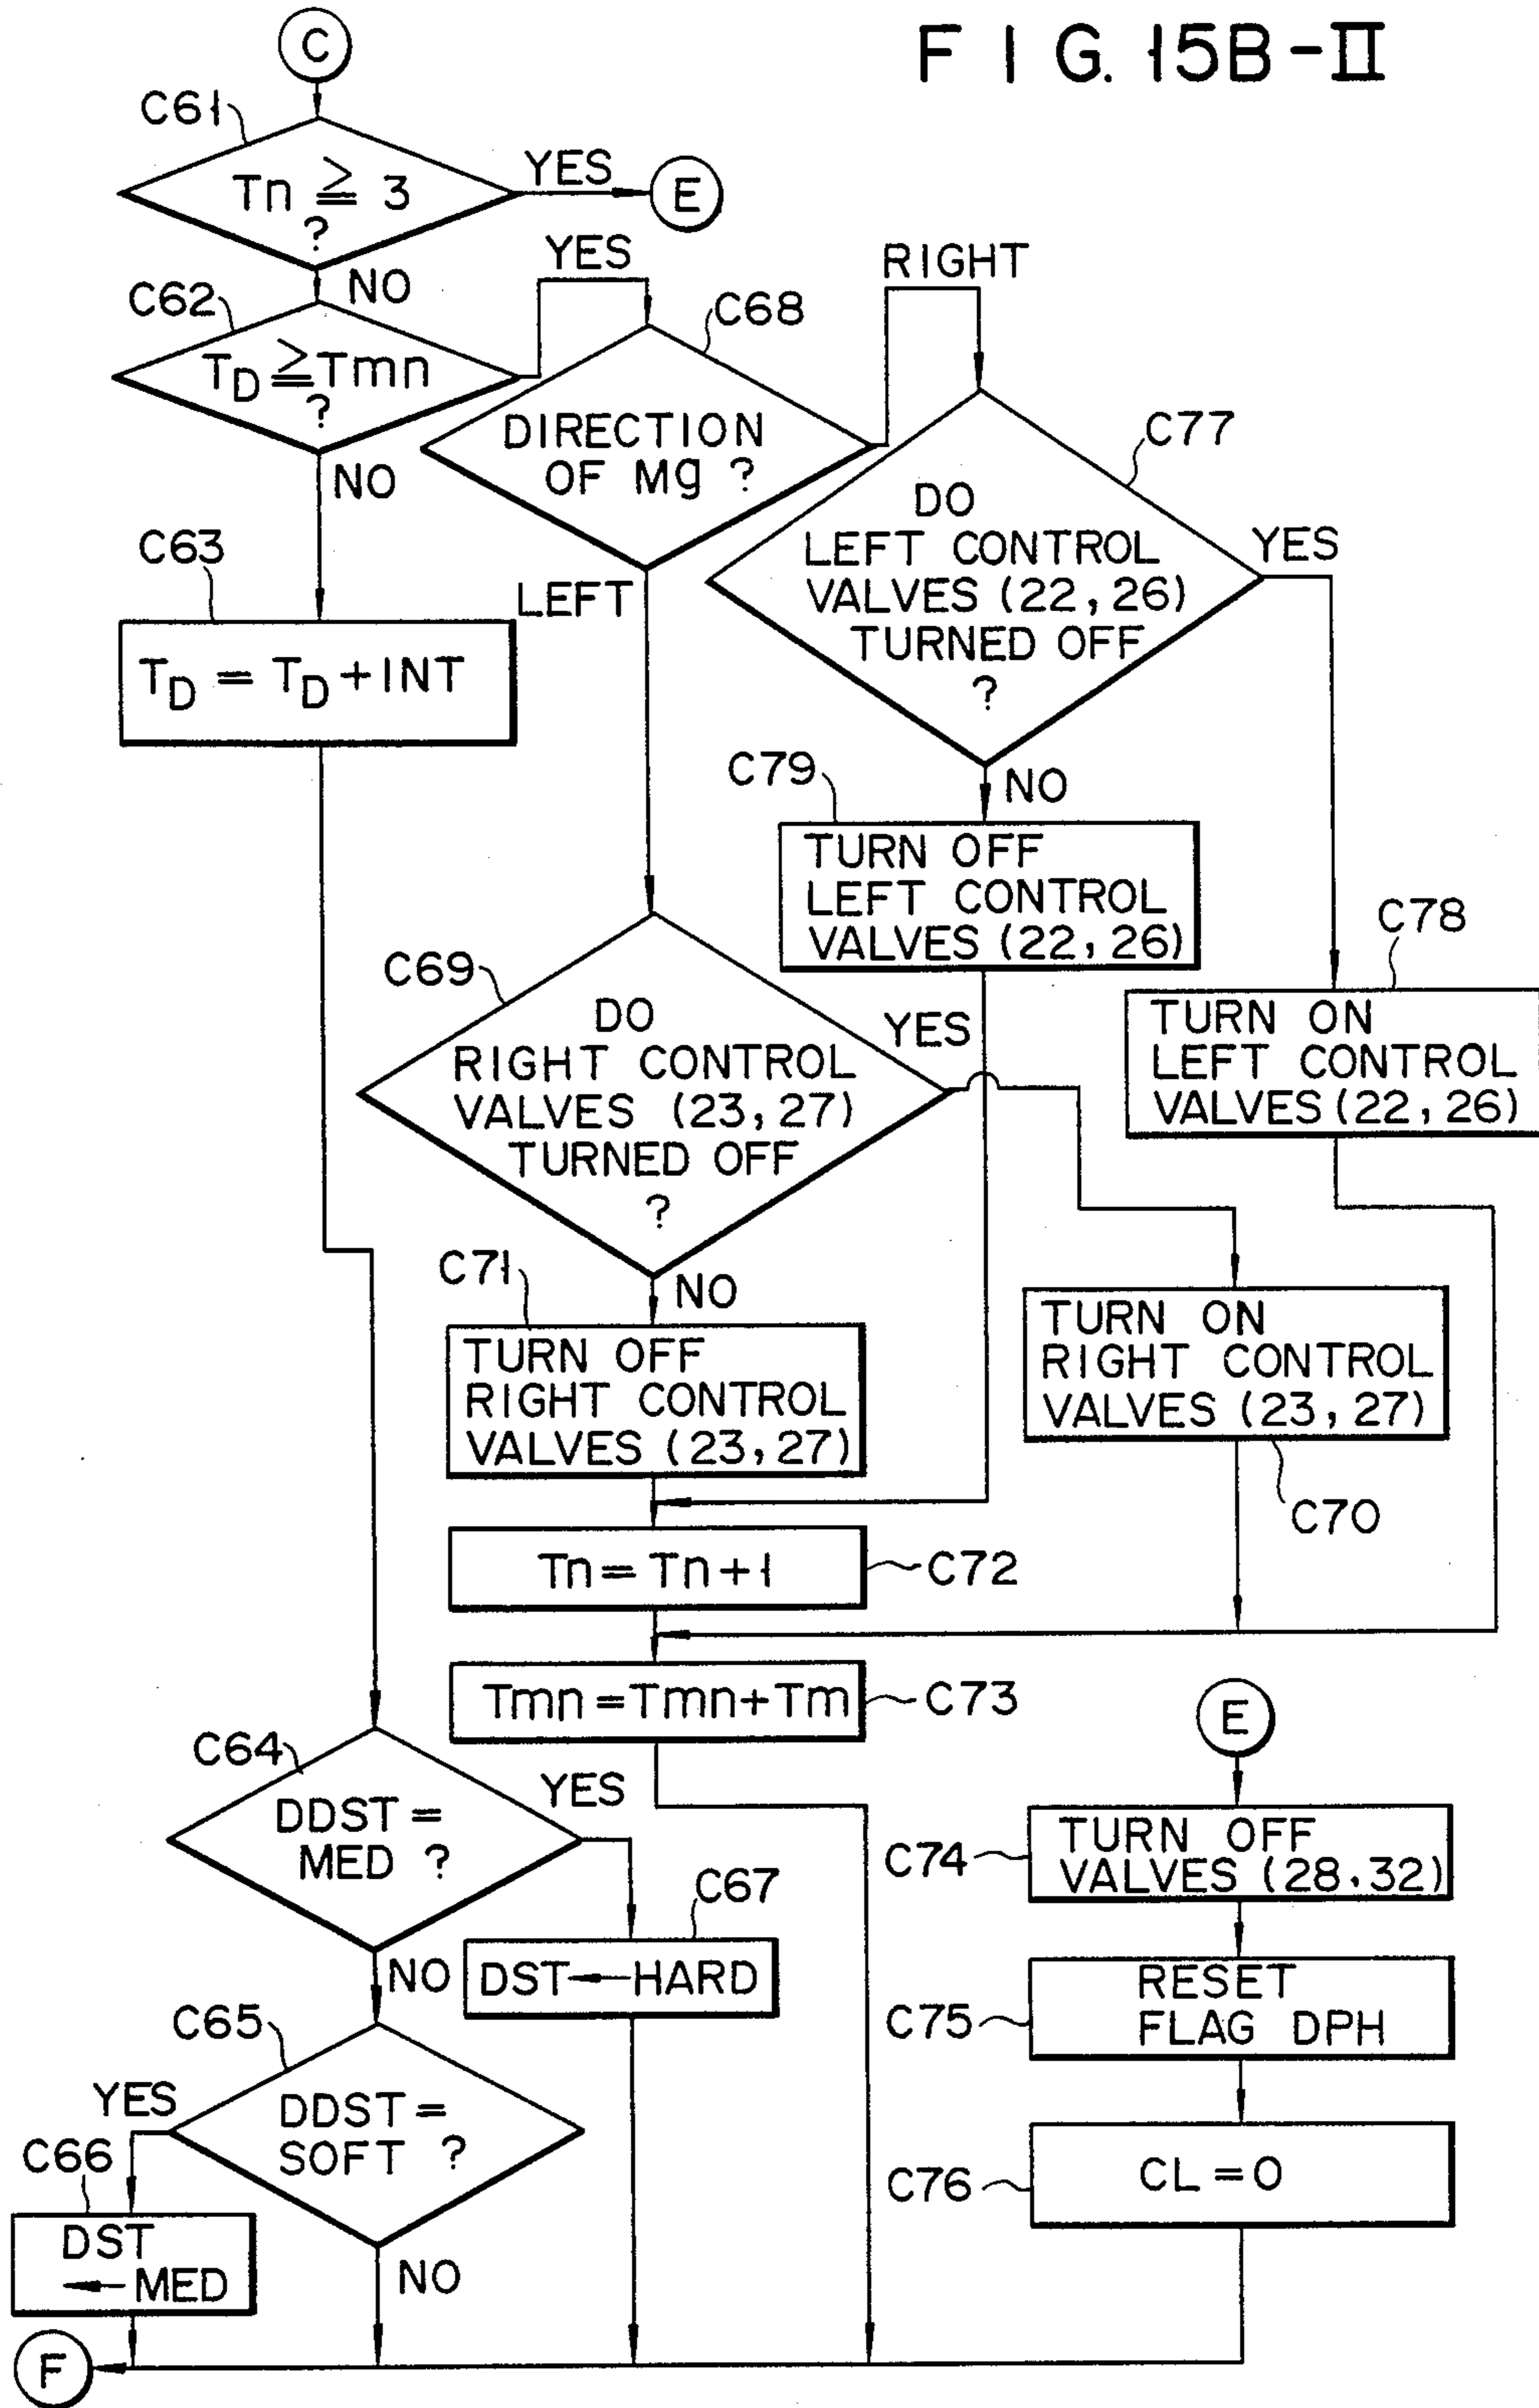 FIG. 15B-II
C
C61
Tn ≧ 3
?
YES
E
NO
C62
TD ≧ Tmn
?
YES
NO
C68
DIRECTION
OF Mg ?
RIGHT
LEFT
C77
DO
LEFT CONTROL
VALVES (22, 26)
TURNED OFF
?
YES
NO
C63
TD = TD + INT
C79
TURN OFF
LEFT CONTROL
VALVES (22, 26)
C78
TURN ON
LEFT CONTROL
VALVES (22, 26)
C69
DO
RIGHT CONTROL
VALVES (23, 27)
TURNED OFF
?
YES
NO
C71
TURN OFF
RIGHT CONTROL
VALVES (23, 27)
TURN ON
RIGHT CONTROL
VALVES (23, 27)
C70
Tn = Tn + 1
C72
Tmn = Tmn + Tm
C73
C64
DDST =
MED ?
YES
NO
C67
DST ← HARD
C65
DDST =
SOFT ?
YES
NO
C66
DST
← MED
F
E
C74
TURN OFF
VALVES (28, 32)
C75
RESET
FLAG DPH
C76
CL = 0